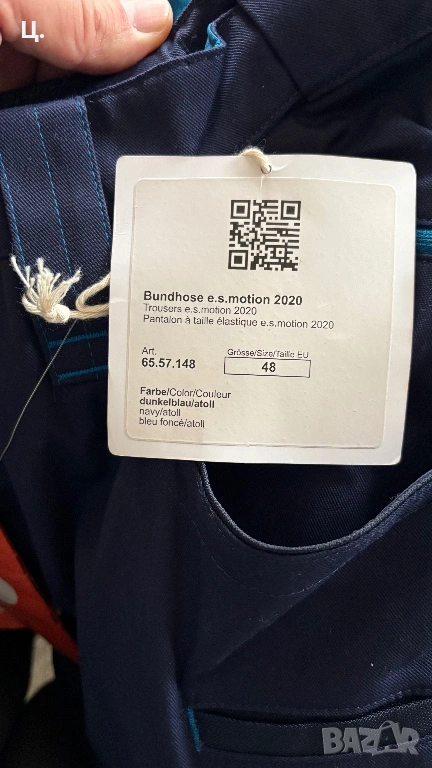 Ц.
Bundhose e.s.motion 2020
Trousers e.s.motion 2020
Pantalon à taille élastique e.s.motion 2020
Art.
65.57.148
Grösse/Size/Taille EU
48
Farbe/Color/Couleur
dunkelblau/atoll
navy/atoll
bleu foncé/atoll
BAZAR